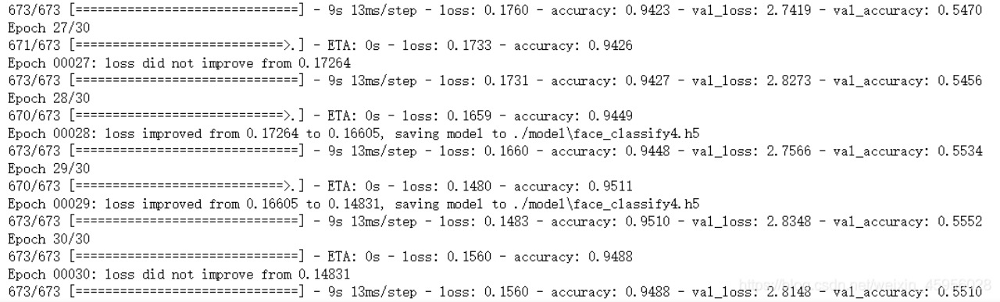 673/673 [==============================] - 9s 13ms/step - loss: 0.1760 - accuracy: 0.9423 - val_loss: 2.7419 - val_accuracy: 0.5470
Epoch 27/30
671/673 [============================>.] - ETA: 0s - loss: 0.1733 - accuracy: 0.9426
Epoch 00027: loss did not improve from 0.17264
673/673 [==============================] - 9s 13ms/step - loss: 0.1731 - accuracy: 0.9427 - val_loss: 2.8273 - val_accuracy: 0.5456
Epoch 28/30
670/673 [============================>.] - ETA: 0s - loss: 0.1659 - accuracy: 0.9449
Epoch 00028: loss improved from 0.17264 to 0.16605, saving model to ./model\face_classify4.h5
673/673 [==============================] - 9s 13ms/step - loss: 0.1660 - accuracy: 0.9448 - val_loss: 2.7566 - val_accuracy: 0.5534
Epoch 29/30
670/673 [============================>.] - ETA: 0s - loss: 0.1480 - accuracy: 0.9511
Epoch 00029: loss improved from 0.16605 to 0.14831, saving model to ./model\face_classify4.h5
673/673 [==============================] - 9s 13ms/step - loss: 0.1483 - accuracy: 0.9510 - val_loss: 2.8348 - val_accuracy: 0.5552
Epoch 30/30
673/673 [==============================] - ETA: 0s - loss: 0.1560 - accuracy: 0.9488
Epoch 00030: loss did not improve from 0.14831
673/673 [==============================] - 9s 13ms/step - loss: 0.1560 - accuracy: 0.9488 - val_loss: 2.8148 - val_accuracy: 0.5510